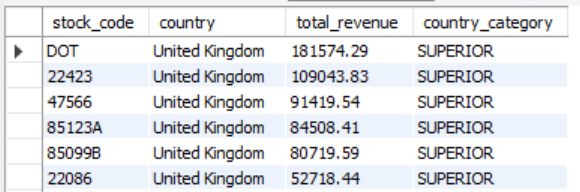 stock_code country total_revenue country_category
DOT United Kingdom 181574.29 SUPERIOR
22423 United Kingdom 109043.83 SUPERIOR
47566 United Kingdom 91419.54 SUPERIOR
85123A United Kingdom 84508.41 SUPERIOR
85099B United Kingdom 80719.59 SUPERIOR
22086 United Kingdom 52718.44 SUPERIOR